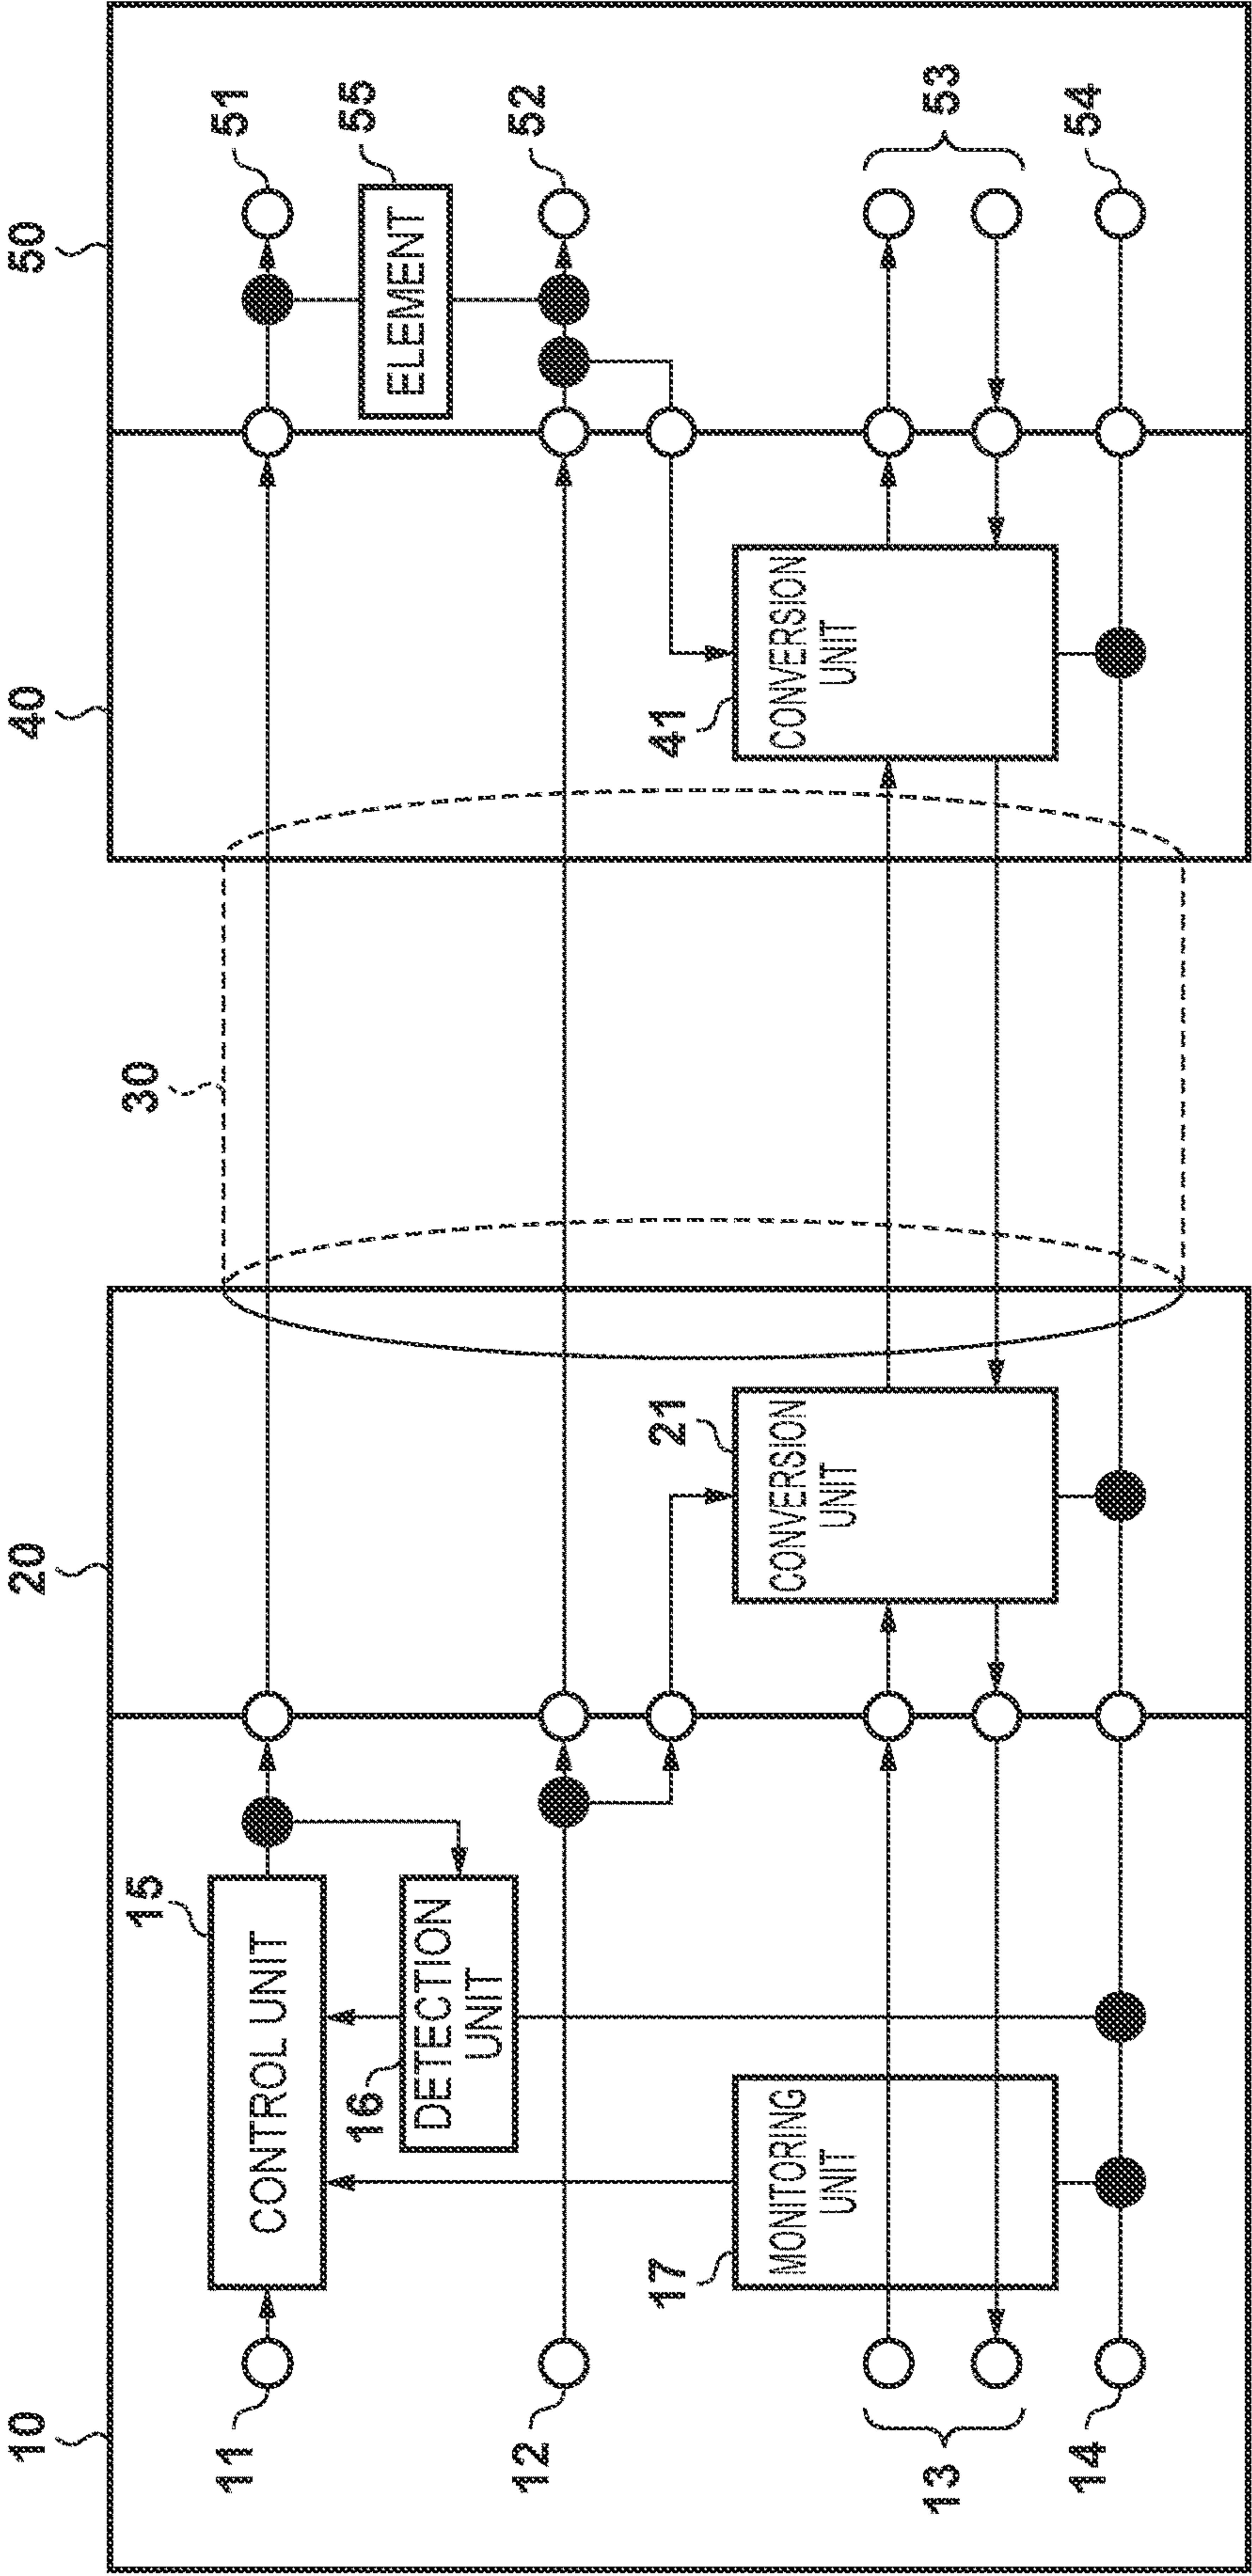 10
20
30
40
50
11
15
CONTROL UNIT
51
16
DETECTION
UNIT
55
ELEMENT
12
52
17
MONITORING
UNIT
21
CONVERSION
UNIT
41
CONVERSION
UNIT
13
53
14
54